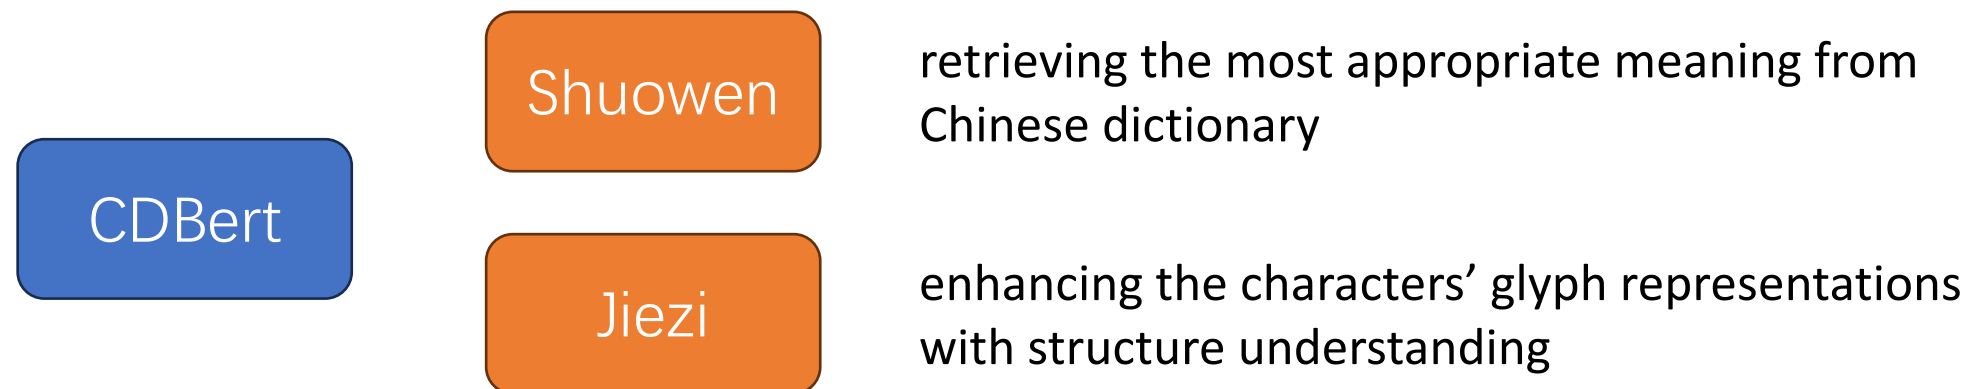 CDBert
Shuowen
retrieving the most appropriate meaning from
Chinese dictionary
Jiezi
enhancing the characters’ glyph representations
with structure understanding